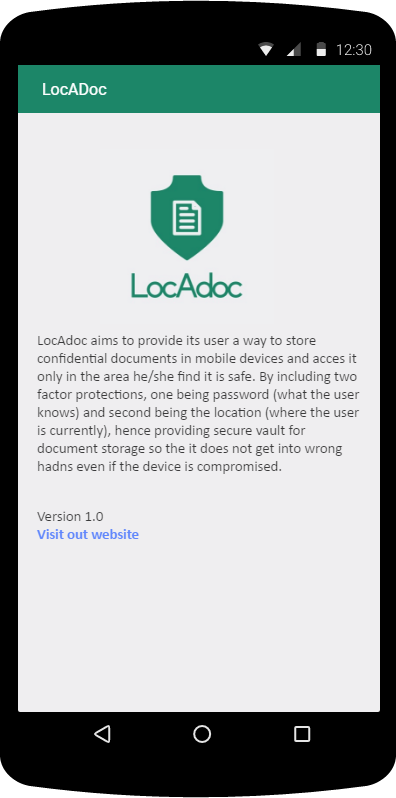 12:30
LocADoc
LocAdoc
LocAdoc aims to provide its user a way to store
confidential documents in mobile devices and acces it
only in the area he/she find it is safe. By including two
factor protections, one being password (what the user
knows) and second being the location (where the user
is currently), hence providing secure vault for
document storage so the it does not get into wrong
hadns even if the device is compromised.
Version 1.0
Visit out website